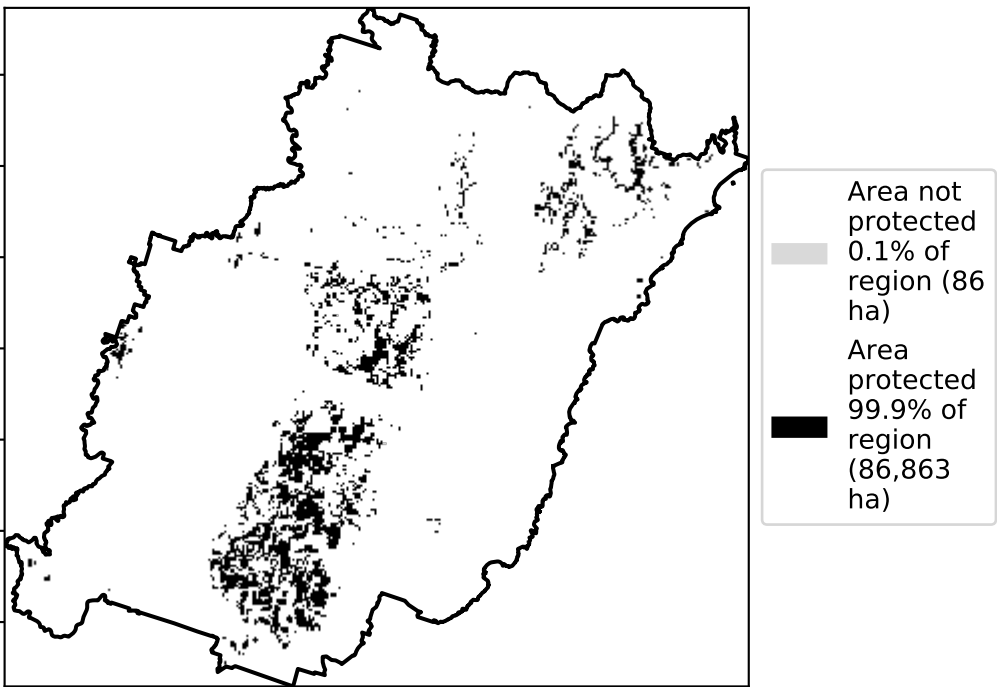 Area not
protected
0.1% of
region (86
ha)
Area
protected
99.9% of
region
(86,863
ha)